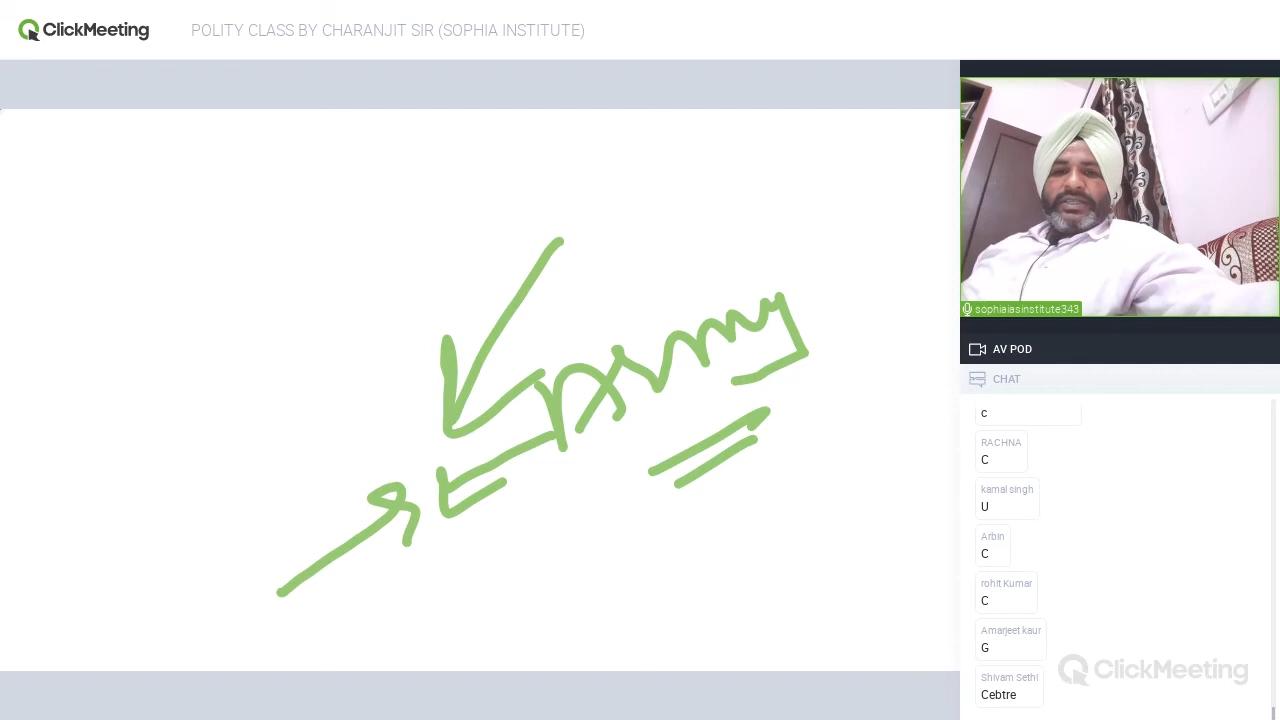 ClickMeeting
POLITY CLASS BY CHARANJIT SIR (SOPHIA INSTITUTE)
sophiaiasinstitute343
AV POD
CHAT
c
RACHNA
C
kamal singh
U
Arbin
C
rohit Kumar
C
Amarjeet kaur
G
Shivam Sethi
Cebtre
ClickMeeting